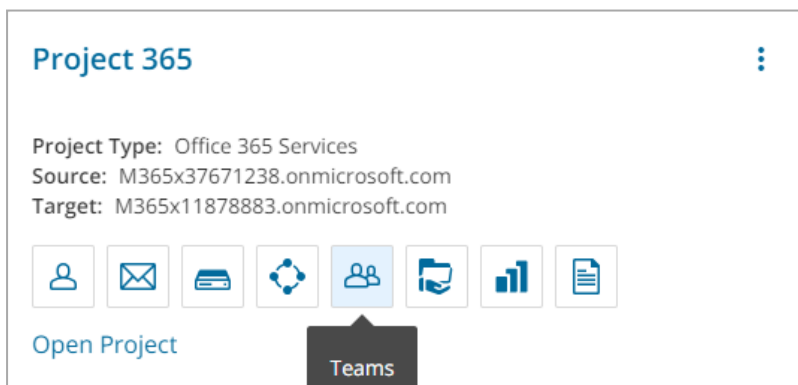 Project 365
Project Type: Office 365 Services
Source: M365x37671238.onmicrosoft.com
Target: M365x11878883.onmicrosoft.com
Open Project
Teams